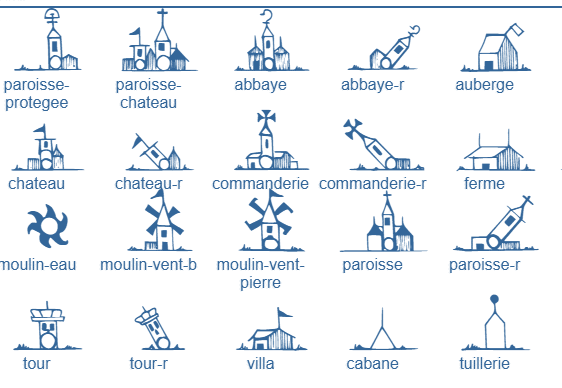 paroisse-protegee
paroisse-chateau
abbaye
abbaye-r
auberge
chateau
chateau-r
commanderie
commanderie-r
ferme
moulin-eau
moulin-vent-b
moulin-vent-pierre
paroisse
paroisse-r
tour
tour-r
villa
cabane
tuillerie